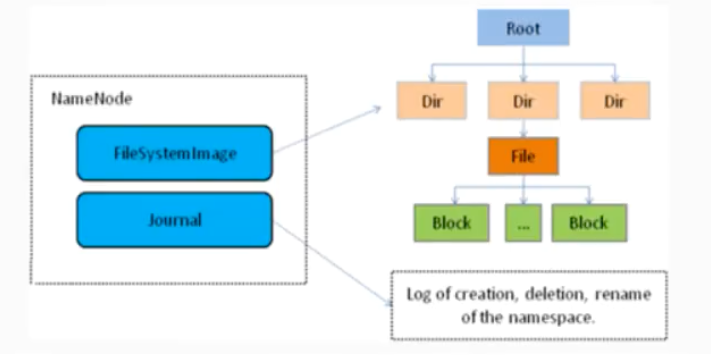 Root
NameNode
Dir
Dir
Dir
FileSystemImage
File
Journal
Block
...
Block
Log of creation, deletion, rename
of the namespace.